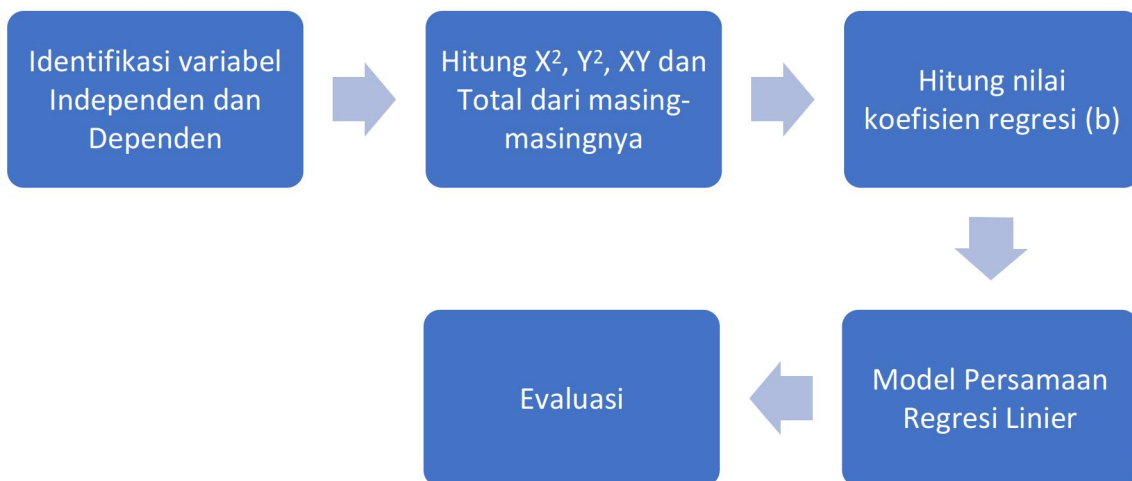 Identifikasi variabel
Independen dan
Dependen
Hitung X², Y², XY dan
Total dari masing-
masingnya
Hitung nilai
koefisien regresi (b)
Model Persamaan
Regresi Linier
Evaluasi